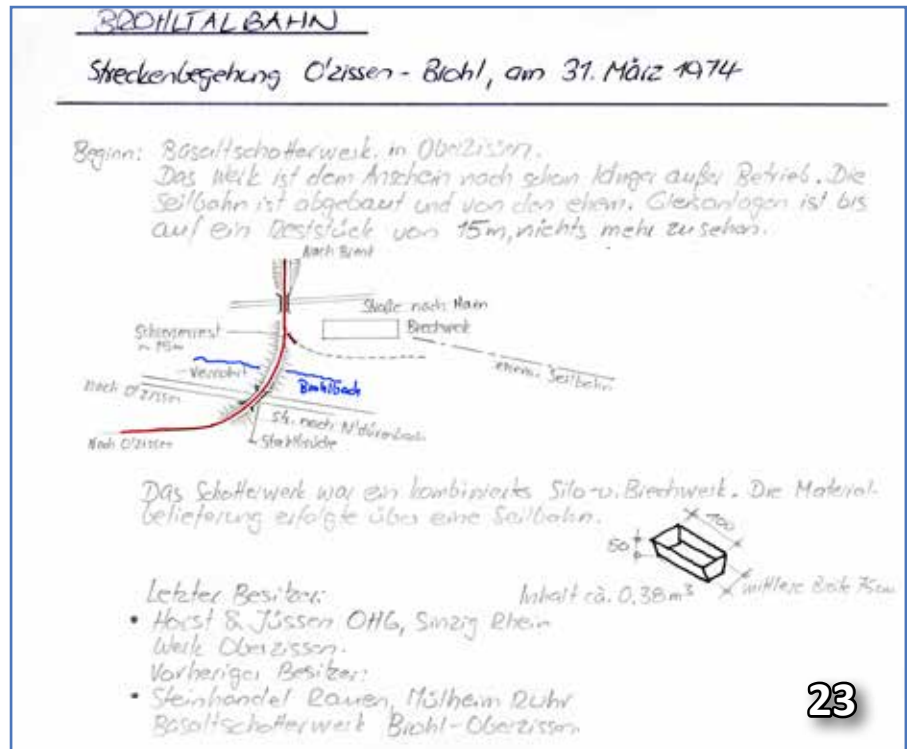 BROHLTALBAHN
Streckenbegehung O'zissen - Brohl, am 31. März 1974
Beginn: Basaltschotterwerk in Oberzissen.
Das Werk ist dem Anschein nach schon länger außer Betrieb. Die
Seilbahn ist abgebaut und von den ehem. Gleisanlagen ist bis
auf ein Reststück von 15m, nichts mehr zu sehen.
Nach Brohl
Straße nach Hain
Schienenrest
~ 15m
Brechwerk
ehem. Seilbahn
Verrohrt
Brohlbach
Nach O'zissen
Str. nach N'dürenbach
Stahlbrücke
Nach O'zissen
Das Schotterwerk war ein kombiniertes Silo- u. Brechwerk. Die Material-
belieferung erfolgte über eine Seilbahn.
100
50
mittlere Breite 75cm
Inhalt ca. 0,38m³
Letzter Besitzer:
• Horst & Jüssen OHG, Sinzig Rhein
Werk Oberzissen.
Vorheriger Besitzer:
• Steinhandel Rauen, Mülheim Ruhr
Basaltschotterwerk Brohl-Oberzissen
23